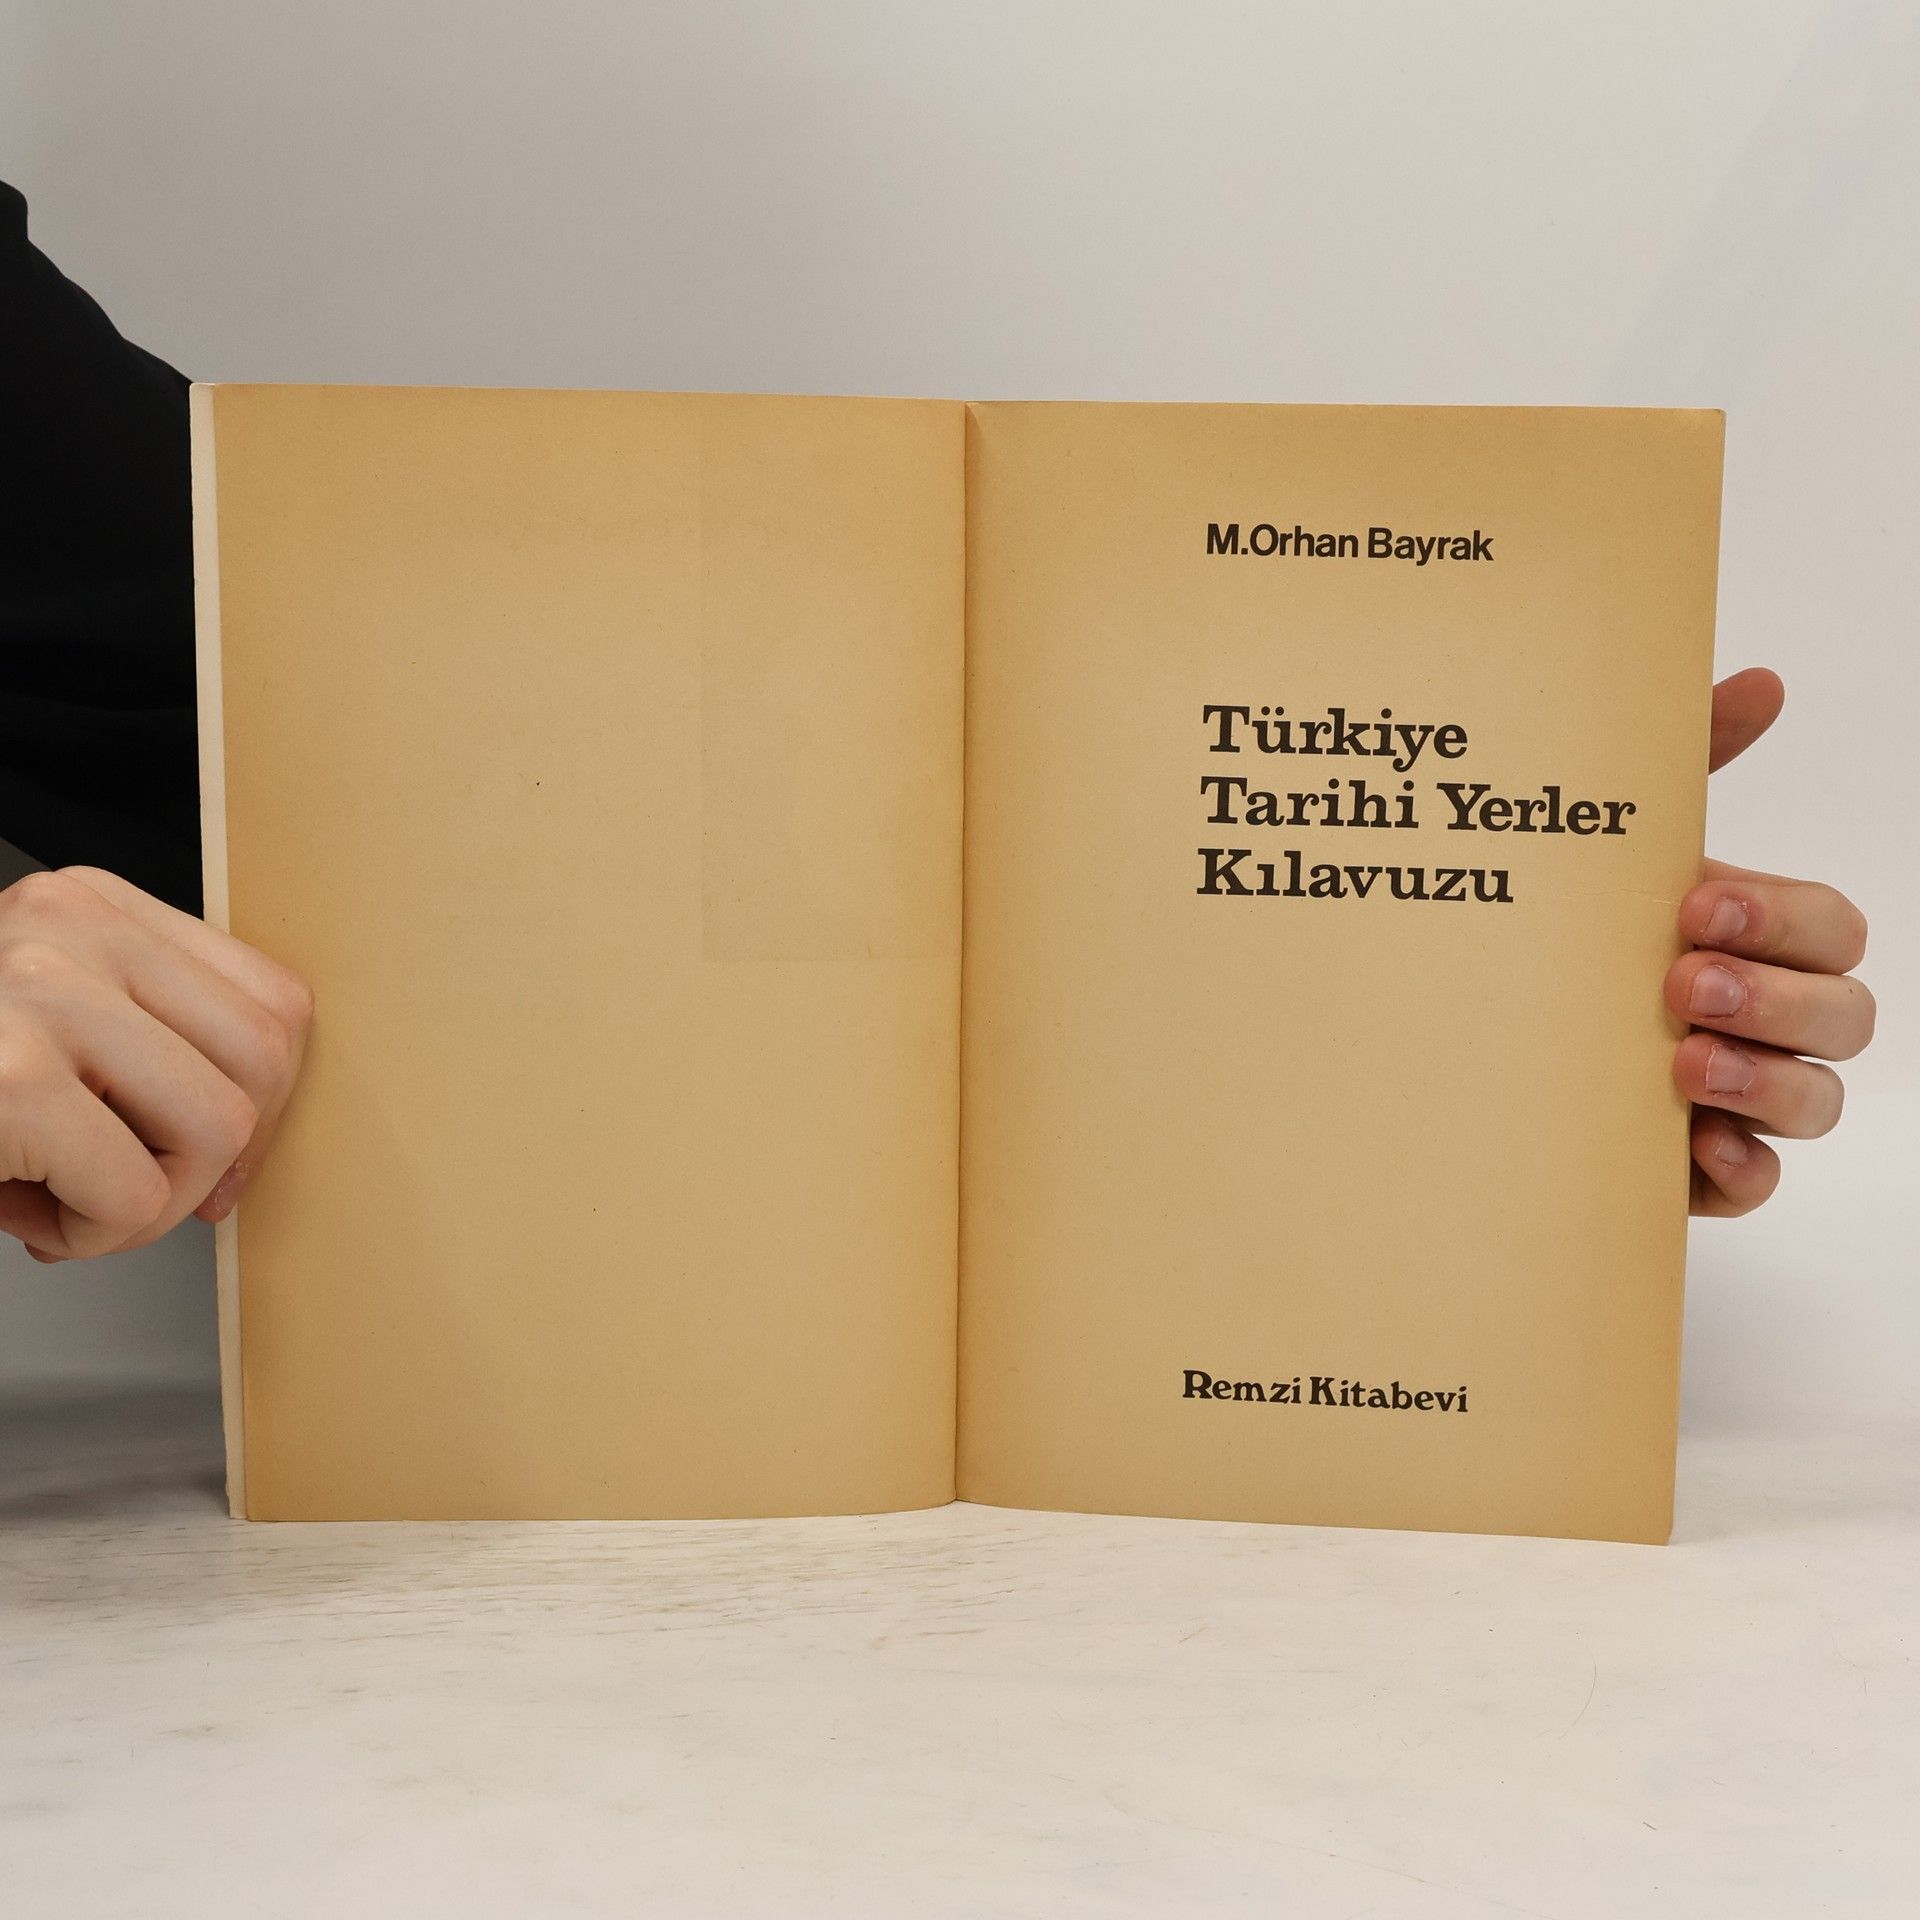 M.Orhan Bayrak
Türkiye
Tarihi Yerler
Kılavuzu
Remzi Kitabevi